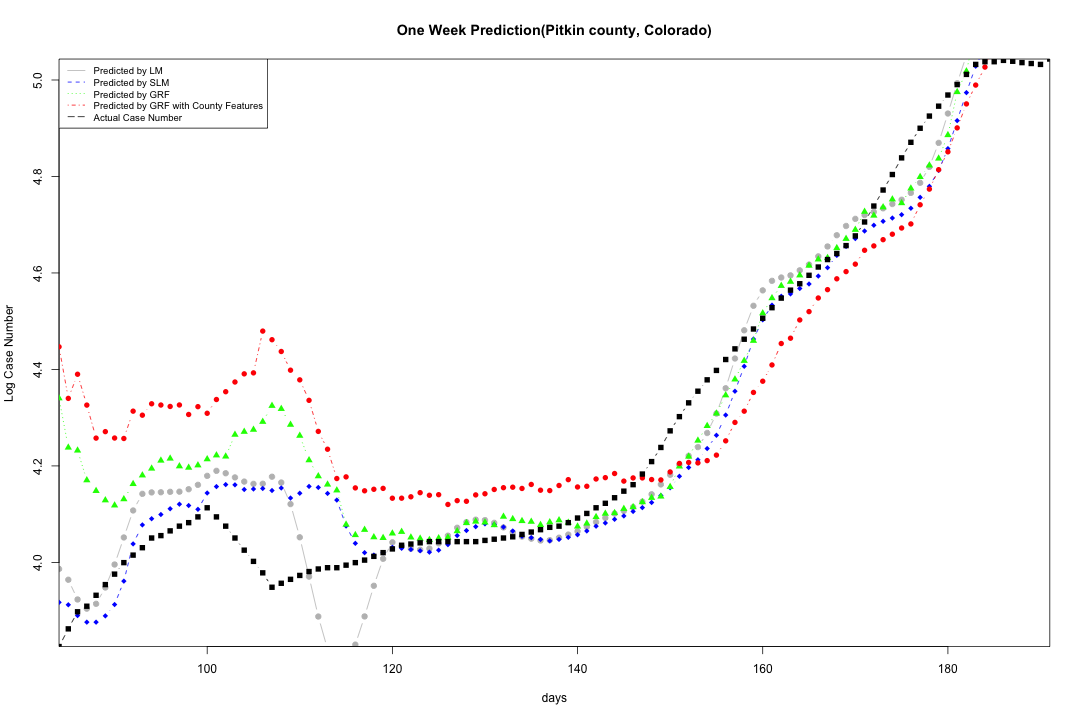 One Week Prediction(Pitkin county, Colorado)
Predicted by LM
Predicted by SLM
Predicted by GRF
Predicted by GRF with County Features
Actual Case Number
5.0
4.8
4.6
4.4
4.2
4.0
Log Case Number
100 120 140 160 180
days